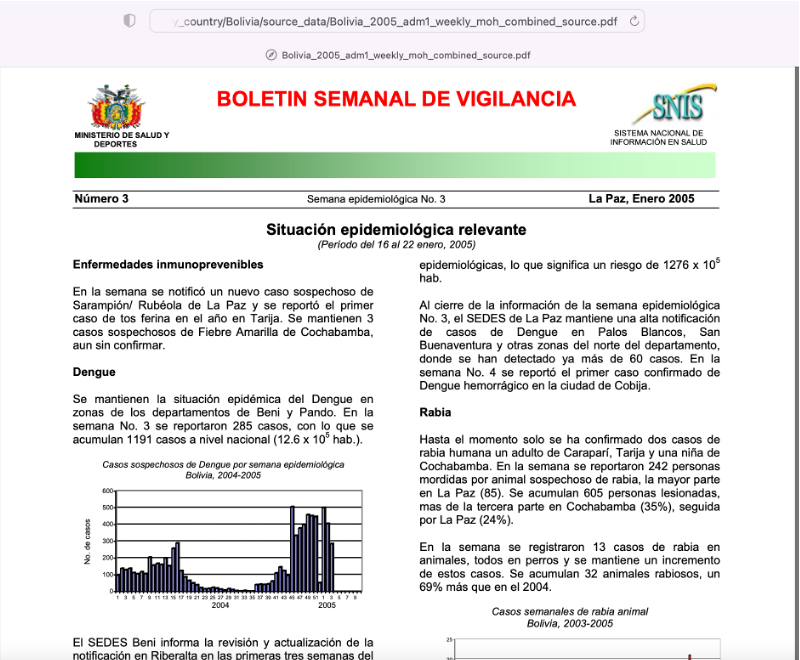 y_country/Bolivia/source_data/Bolivia_2005_adm1_weekly_moh_combined_source.pdf
Bolivia_2005_adm1_weekly_moh_combined_source.pdf
MINISTERIO DE SALUD Y
DEPORTES
BOLETIN SEMANAL DE VIGILANCIA
SNIS
SISTEMA NACIONAL DE
INFORMACIÓN EN SALUD
Número 3 Semana epidemiológica No. 3 La Paz, Enero 2005
Situación epidemiológica relevante
(Período del 16 al 22 enero, 2005)
Enfermedades inmunoprevenibles
En la semana se notificó un nuevo caso sospechoso de
Sarampión/ Rubéola de La Paz y se reportó el primer
caso de tos ferina en el año en Tarija. Se mantienen 3
casos sospechosos de Fiebre Amarilla de Cochabamba,
aun sin confirmar.
Dengue
Se mantienen la situación epidémica del Dengue en
zonas de los departamentos de Beni y Pando. En la
semana No. 3 se reportaron 285 casos, con lo que se
acumulan 1191 casos a nivel nacional (12.6 x 10⁵ hab.).
Casos sospechosos de Dengue por semana epidemiológica
Bolivia, 2004-2005
No. de casos
600
500
400
300
200
100
0
1 3 5 7 9 11 13 15 17 19 21 23 25 27 29 31 33 35 37 39 41 43 45 47 49 51 1 3 5 7 9
2004 2005
El SEDES Beni informa la revisión y actualización de la
notificación en Riberalta en las primeras tres semanas del
epidemiológicas, lo que significa un riesgo de 1276 x 10⁵
hab.
Al cierre de la información de la semana epidemiológica
No. 3, el SEDES de La Paz mantiene una alta notificación
de casos de Dengue en Palos Blancos, San
Buenaventura y otras zonas del norte del departamento,
donde se han detectado ya más de 60 casos. En la
semana No. 4 se reportó el primer caso confirmado de
Dengue hemorrágico en la ciudad de Cobija.
Rabia
Hasta el momento solo se ha confirmado dos casos de
rabia humana un adulto de Caraparí, Tarija y una niña de
Cochabamba. En la semana se reportaron 242 personas
mordidas por animal sospechoso de rabia, la mayor parte
en La Paz (85). Se acumulan 605 personas lesionadas,
mas de la tercera parte en Cochabamba (35%), seguida
por La Paz (24%).
En la semana se registraron 13 casos de rabia en
animales, todos en perros y se mantiene un incremento
de estos casos. Se acumulan 32 animales rabiosos, un
69% más que en el 2004.
Casos semanales de rabia animal
Bolivia, 2003-2005
25